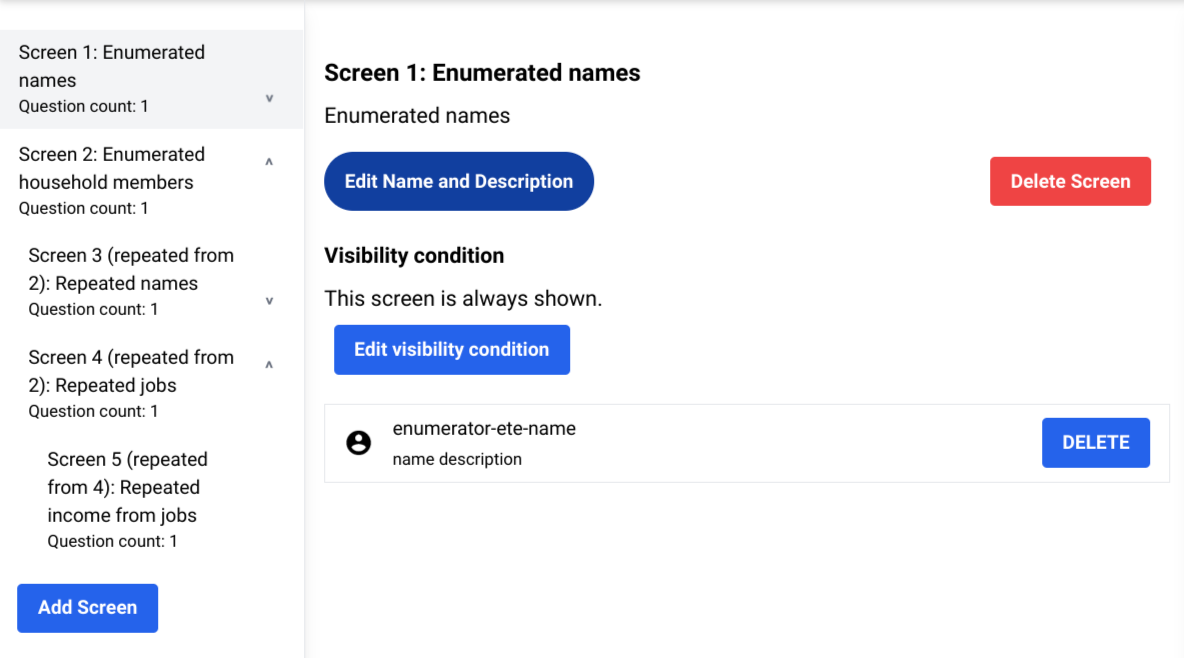 Screen 1: Enumerated
names
Question count: 1
v
Screen 2: Enumerated
household members
Question count: 1
^
Screen 3 (repeated from
2): Repeated names
Question count: 1
v
Screen 4 (repeated from
2): Repeated jobs
Question count: 1
^
Screen 5 (repeated
from 4): Repeated
income from jobs
Question count: 1
Add Screen
Screen 1: Enumerated names
Enumerated names
Edit Name and Description
Delete Screen
Visibility condition
This screen is always shown.
Edit visibility condition
enumerator-ete-name
name description
DELETE